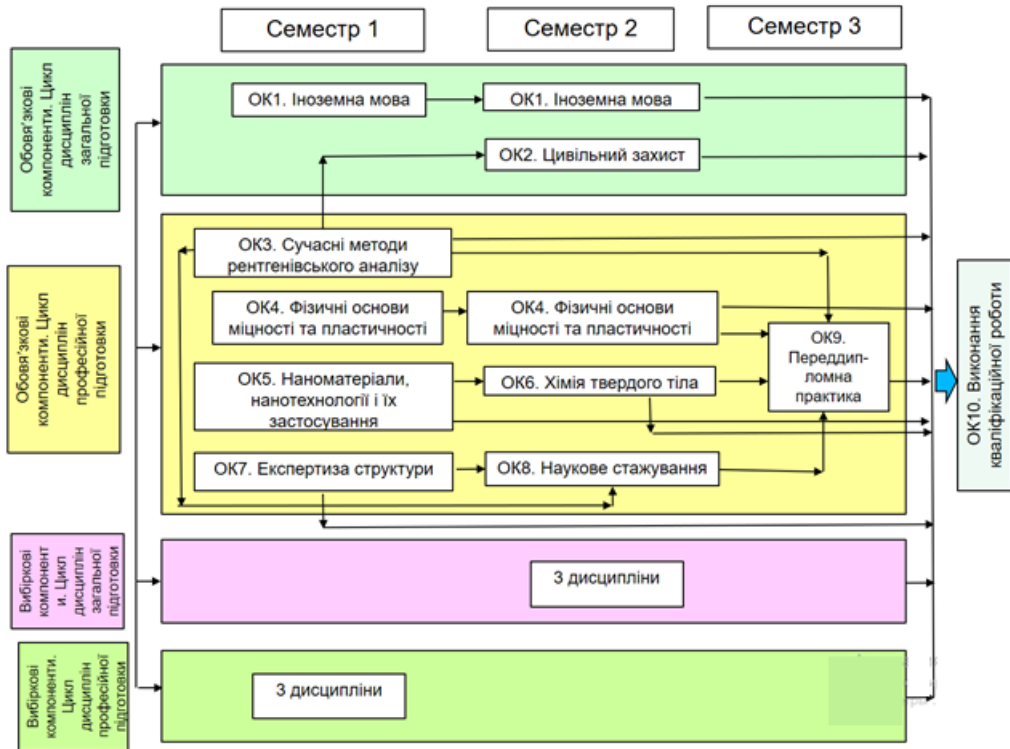 Семестр 1
Семестр 2
Семестр 3
Обовя’зкові
компоненти. Цикл
дисциплін
загальної
підготовки
ОК1. Іноземна мова
ОК1. Іноземна мова
ОК2. Цивільний захист
Обовя’зкові
компоненти. Цикл
дисциплін
професійної
підготовки
ОК3. Сучасні методи
рентгенівського аналізу
ОК4. Фізичні основи
міцності та пластичності
ОК4. Фізичні основи
міцності та пластичності
ОК5. Наноматеріали,
нанотехнології і їх
застосування
ОК6. Хімія твердого тіла
ОК7. Експертиза структури
ОК8. Наукове стажування
ОК9.
Переддип-
ломна
практика
ОК10. Виконання
кваліфікаційної роботи
Вибіркові
компонент
и. Цикл
дисциплін
загальної
підготовки
3 дисципліни
Вибіркові
компоненти.
Цикл
дисциплін
професійної
підготовки
3 дисципліни